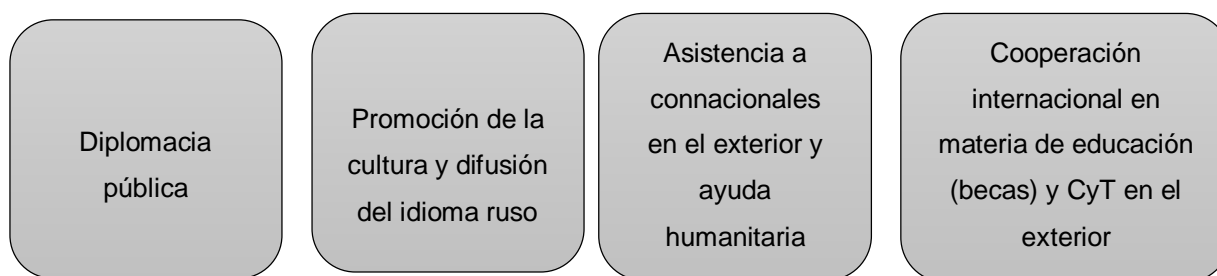 Diplomacia
pública
Promoción de la
cultura y difusión
del idioma ruso
Asistencia a
connacionales
en el exterior y
ayuda
humanitaria
Cooperación
internacional en
materia de educación
(becas) y CyT en el
exterior